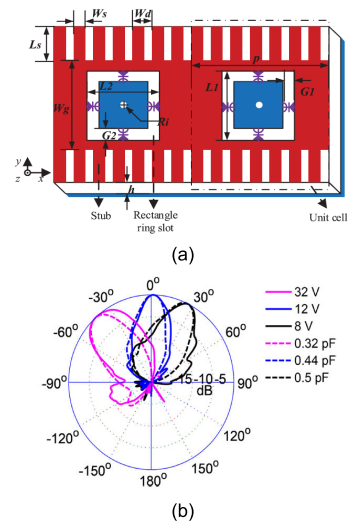 Ws Wd
Ls
p
L2 L1 G1
Wg
G2 Ri
y
z x
h
Stub Rectangle ring slot Unit cell
(a)
0°
-30° 30°
-60° 60°
-90° 90°
-15 -10 -5
dB
-120° 120°
-150° 150°
180°
32 V
12 V
8 V
0.32 pF
0.44 pF
0.5 pF
(b)